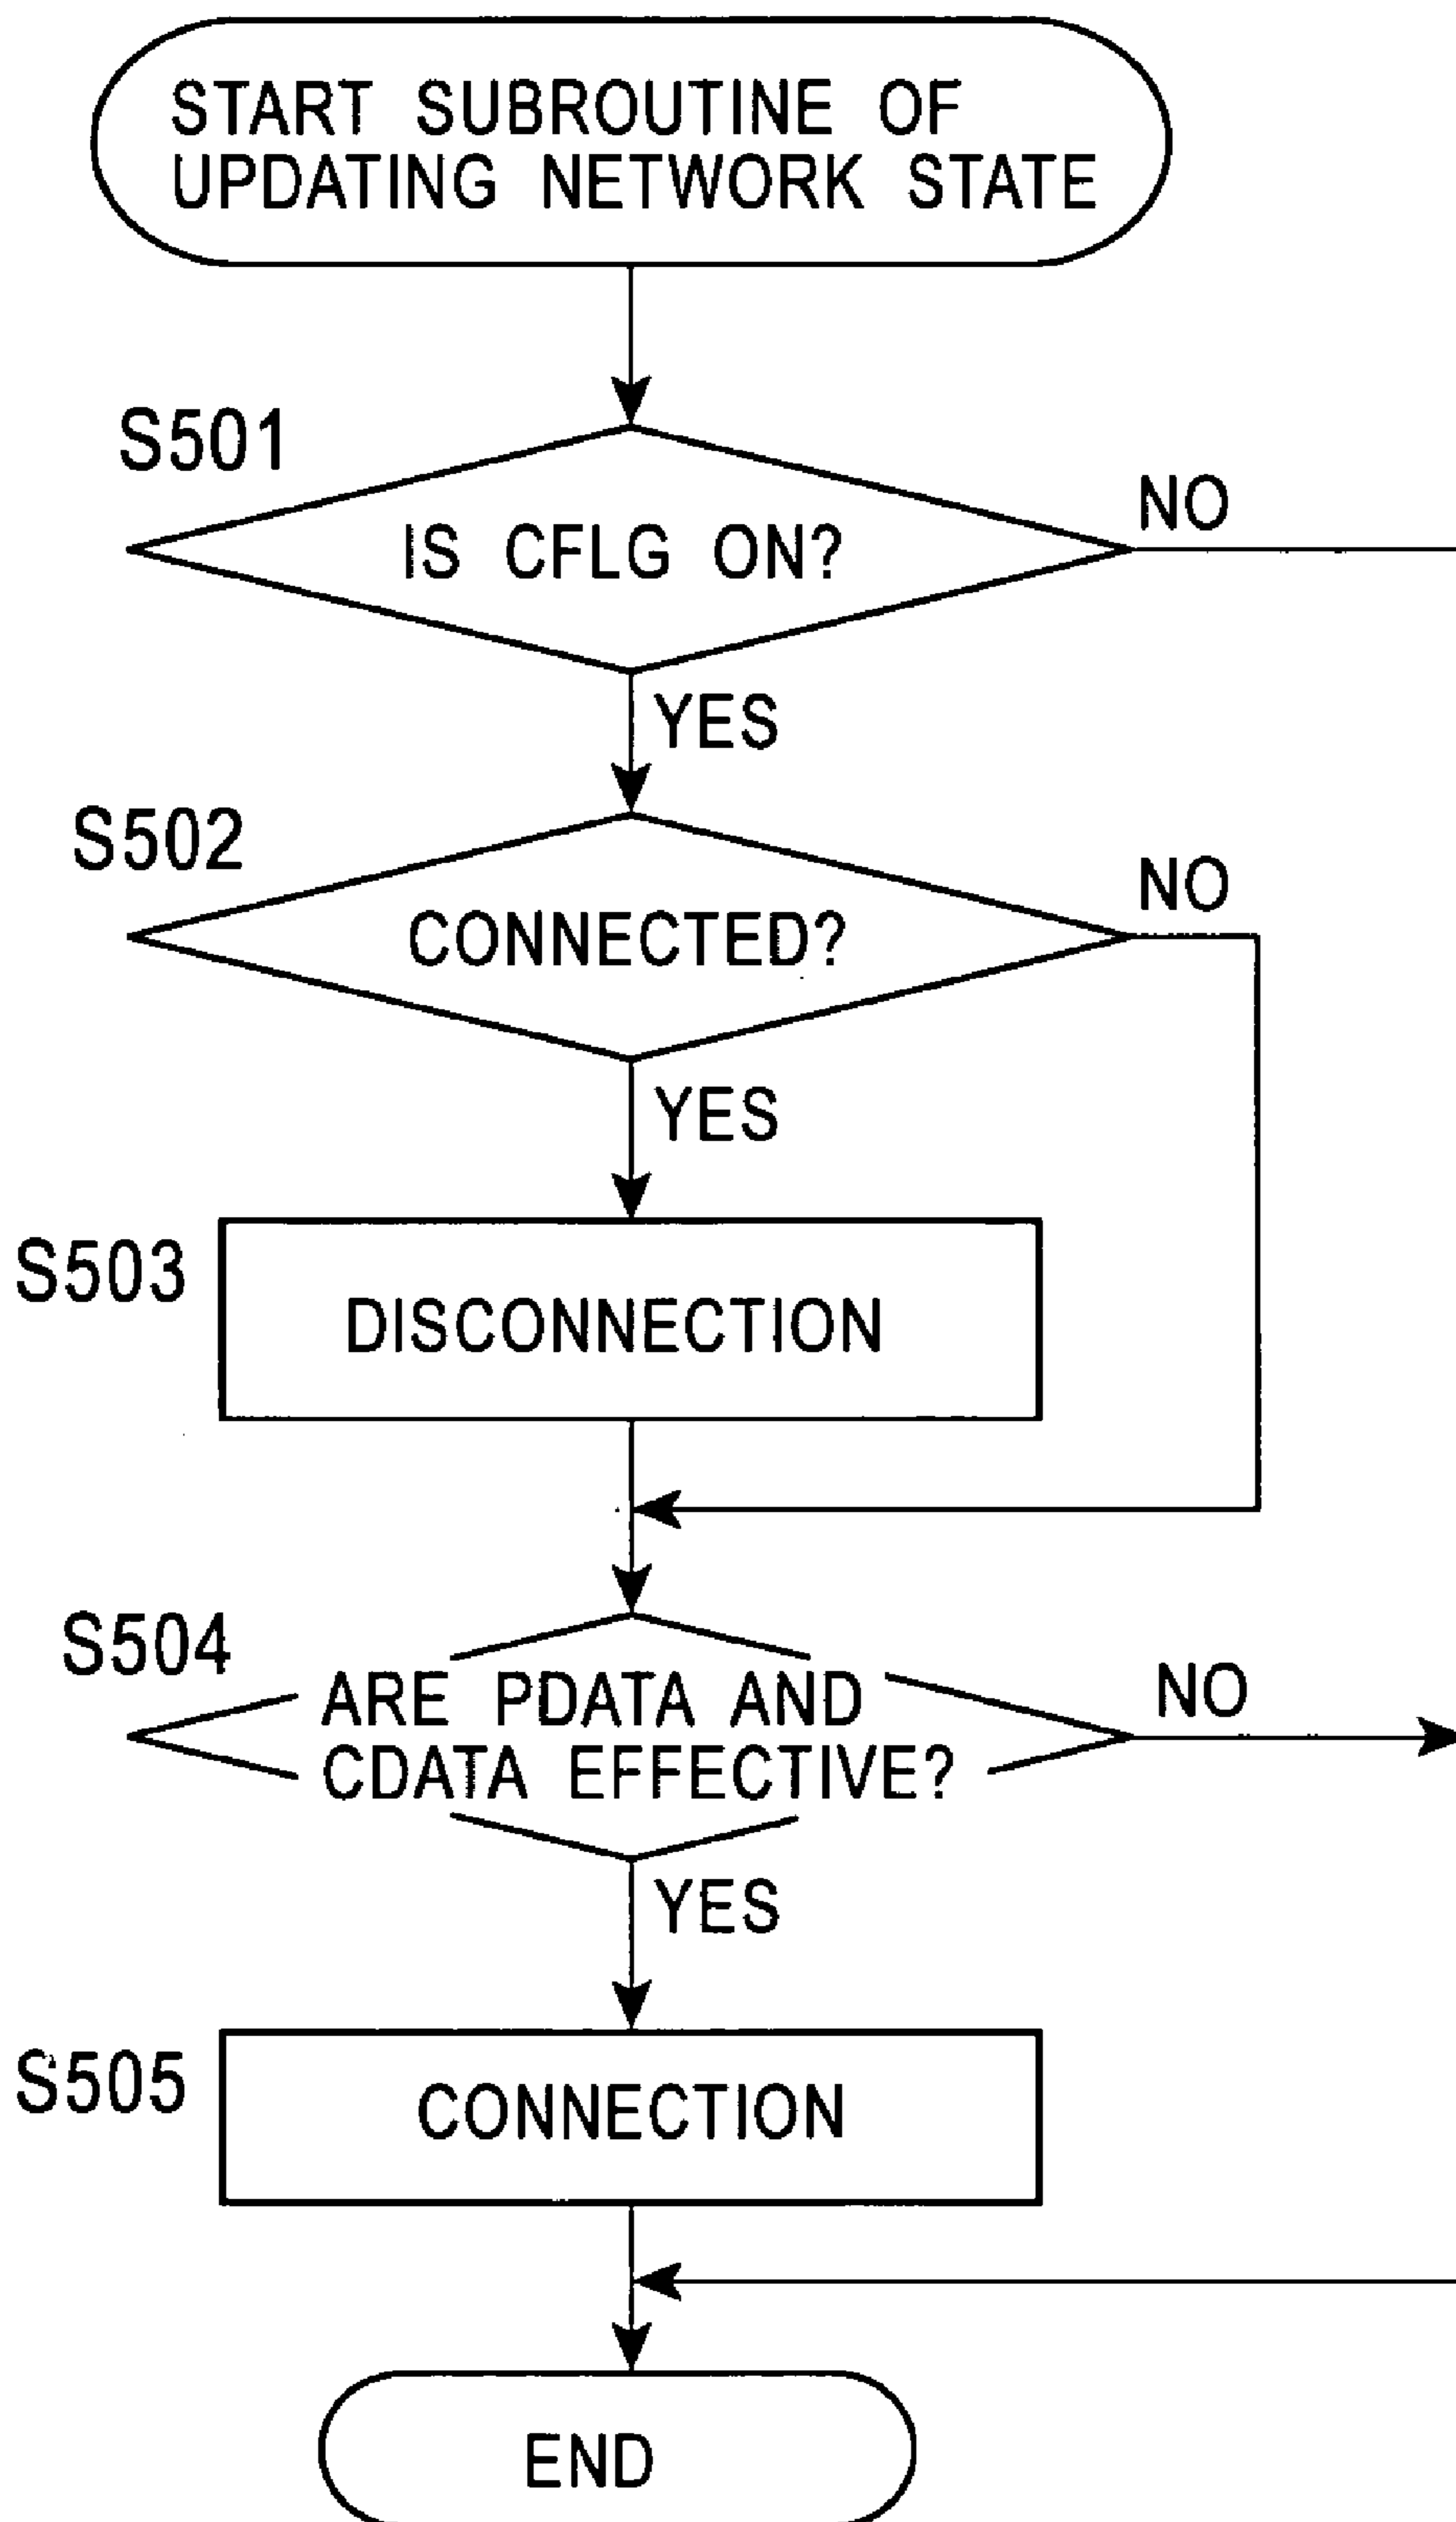 START SUBROUTINE OF
UPDATING NETWORK STATE
S501
IS CFLG ON?
NO
YES
S502
CONNECTED?
NO
YES
S503
DISCONNECTION
S504
ARE PDATA AND
CDATA EFFECTIVE?
NO
YES
S505
CONNECTION
END